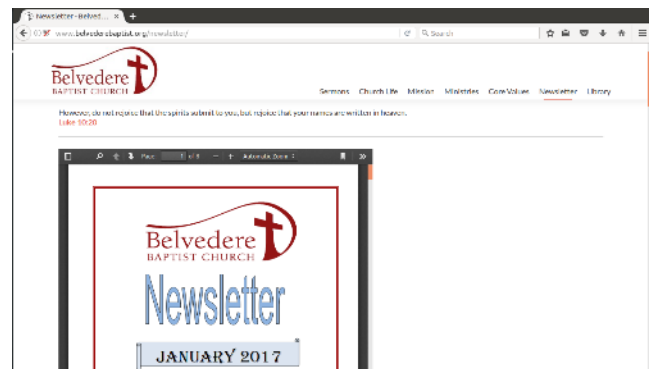 Newsletter - Belved...
www.belvederebaptist.org/newsletter/
Search
Belvedere
BAPTIST CHURCH
Sermons Church Life Mission Ministries Core Values Newsletter Library
However, do not rejoice that the spirits submit to you, but rejoice that your names are written in heaven.
Luke 10:20
Page: 1 of 8 Automatic Zoom
Belvedere
BAPTIST CHURCH
Newsletter
JANUARY 2017